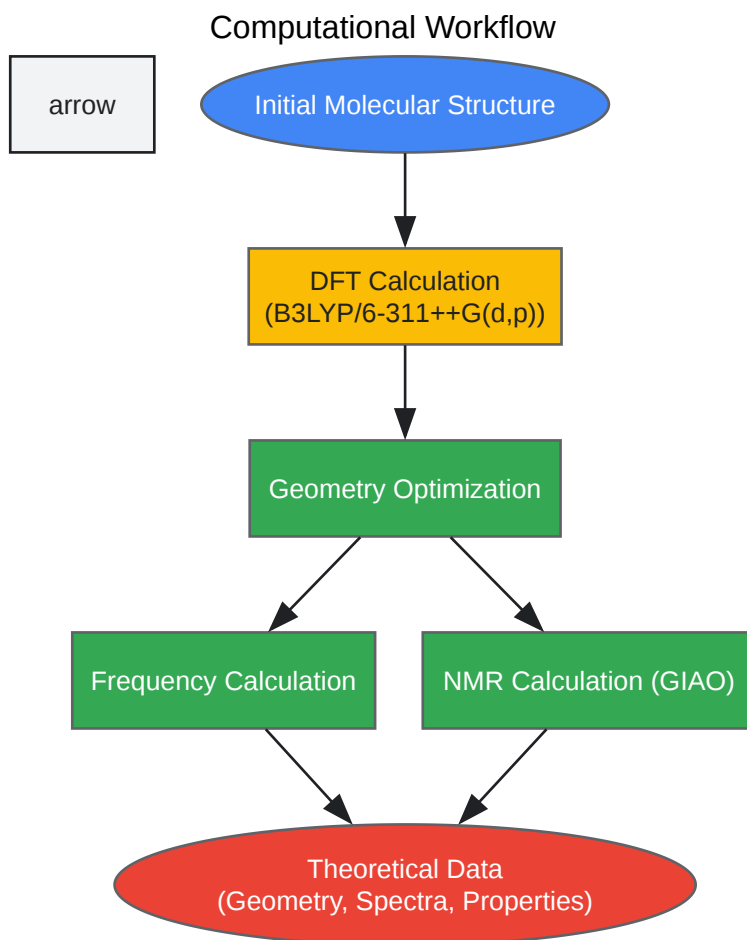 Computational Workflow
arrow
Initial Molecular Structure
DFT Calculation
(B3LYP/6-311++G(d,p))
Geometry Optimization
Frequency Calculation
NMR Calculation (GIAO)
Theoretical Data
(Geometry, Spectra, Properties)